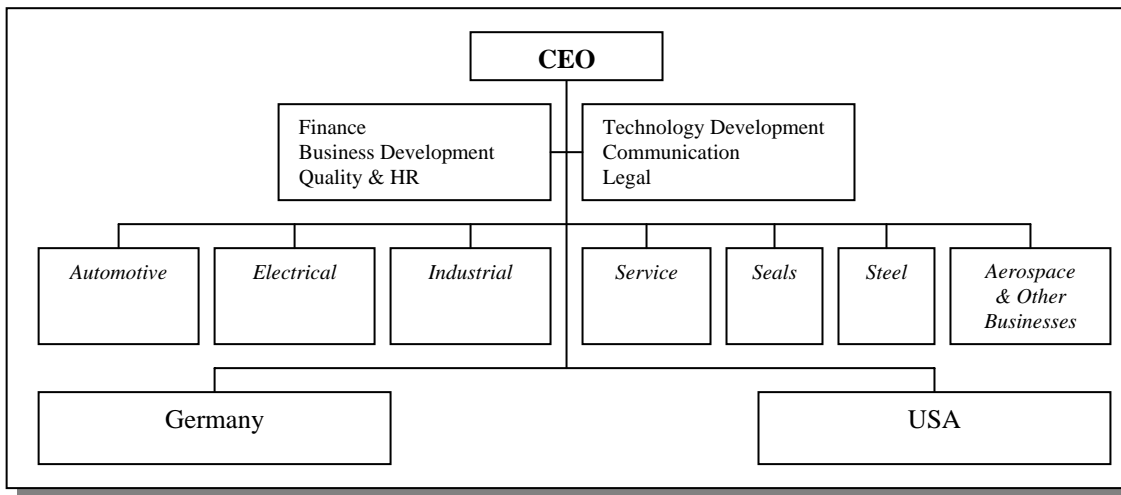 CEO
Finance
Business Development
Quality & HR
Technology Development
Communication
Legal
Automotive
Electrical
Industrial
Service
Seals
Steel
Aerospace
& Other
Businesses
Germany
USA